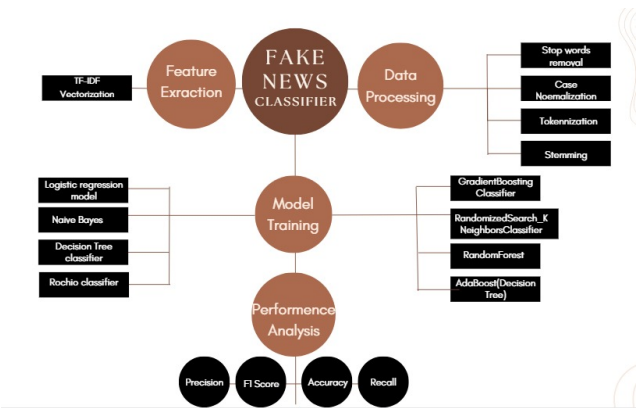 FAKE
NEWS
CLASSIFIER
Feature
Exraction
TF-IDF
Vectorization
Data
Processing
Stop words
removal
Case
Noemalization
Tokennization
Stemming
Model
Training
Logistic regression
model
Naive Bayes
Decision Tree
classifier
Rochio classifier
GradientBoosting
Classifier
RandomizedSearch_K
NeighborsClassifier
RandomForest
AdaBoost(Decision
Tree)
Performence
Analysis
Precision
F1 Score
Accuracy
Recall